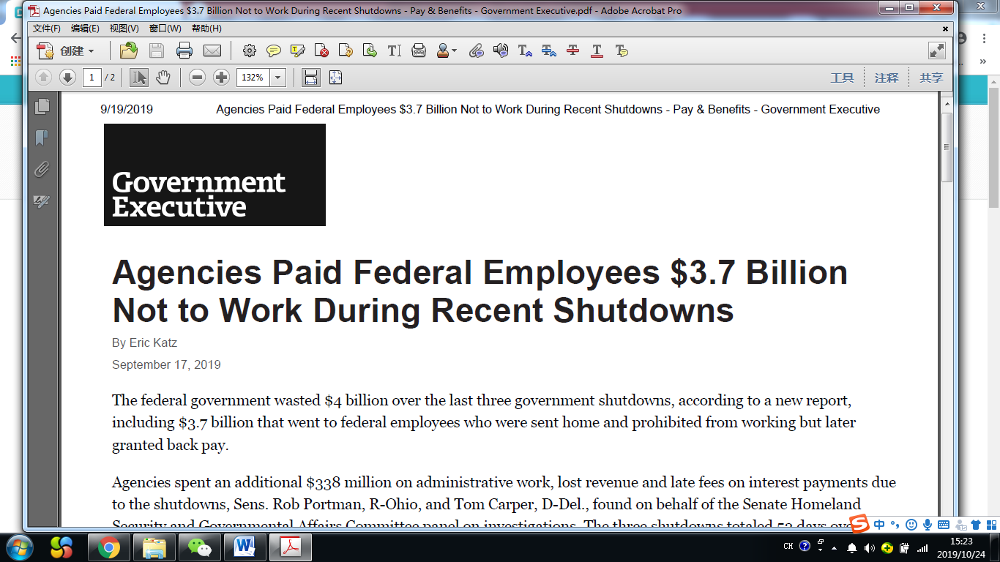 Agencies Paid Federal Employees $3.7 Billion Not to Work During Recent Shutdowns - Pay & Benefits - Government Executive.pdf - Adobe Acrobat Pro
文件(F) 编辑(E) 视图(V) 窗口(W) 帮助(H)
创建
1 / 2 132% 工具 注释 共享
9/19/2019 Agencies Paid Federal Employees $3.7 Billion Not to Work During Recent Shutdowns - Pay & Benefits - Government Executive
Government
Executive
Agencies Paid Federal Employees $3.7 Billion
Not to Work During Recent Shutdowns
By Eric Katz
September 17, 2019
The federal government wasted $4 billion over the last three government shutdowns, according to a new report,
including $3.7 billion that went to federal employees who were sent home and prohibited from working but later
granted back pay.
Agencies spent an additional $338 million on administrative work, lost revenue and late fees on interest payments due
to the shutdowns, Sens. Rob Portman, R-Ohio, and Tom Carper, D-Del., found on behalf of the Senate Homeland
Security and Governmental Affairs Committee panel on investigations. The three shutdowns totaled 52 days
中
CH 15:23
2019/10/24